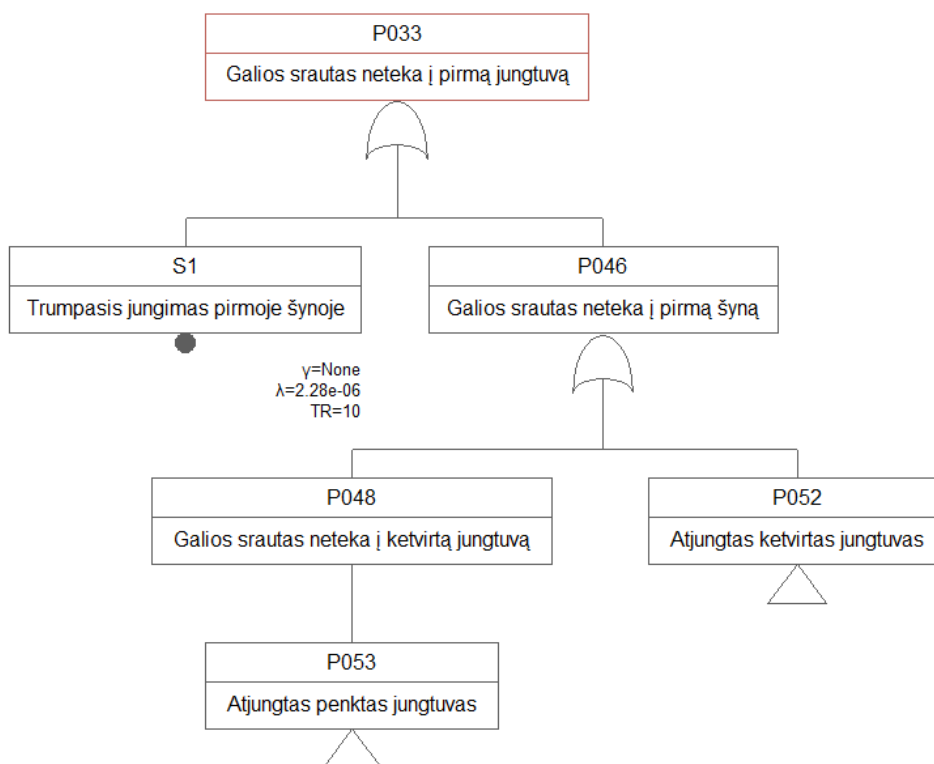 P033
Galios srautas neteka į pirmą jungtuvą
S1
Trumpasis jungimas pirmoje šynoje
P046
Galios srautas neteka į pirmą šyną
γ=None
λ=2.28e-06
TR=10
P048
Galios srautas neteka į ketvirtą jungtuvą
P052
Atjungtas ketvirtas jungtuvas
P053
Atjungtas penktas jungtuvas